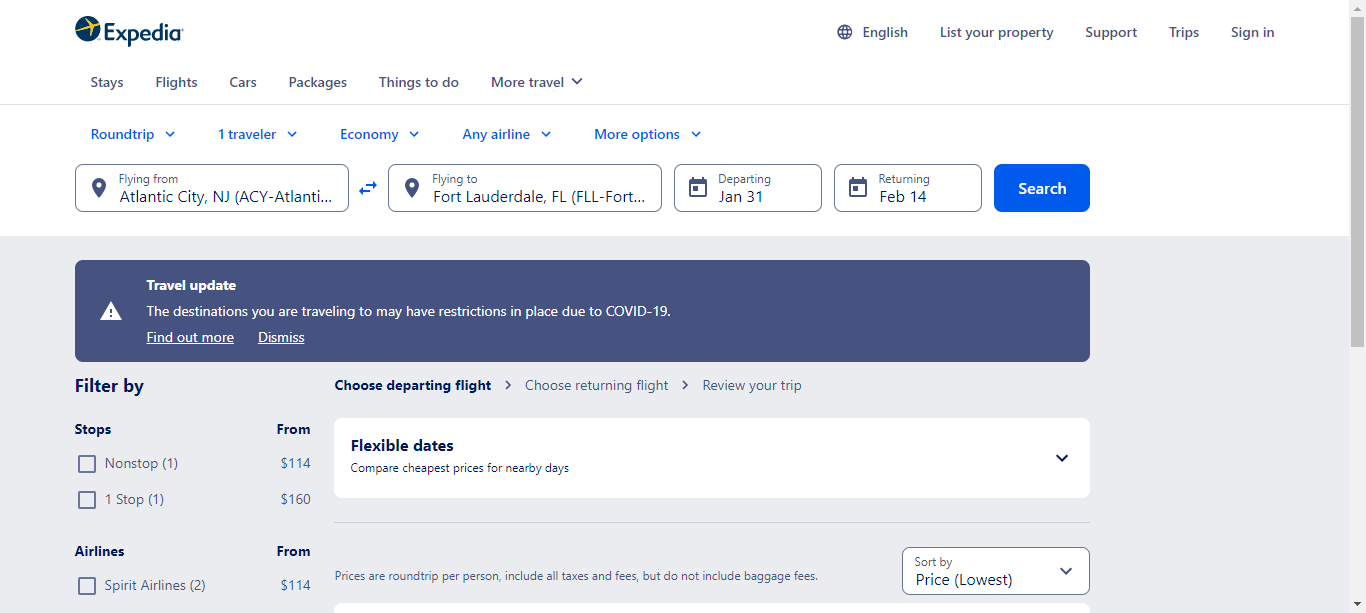 Expedia
English List your property Support Trips Sign in
Stays Flights Cars Packages Things to do More travel
Roundtrip 1 traveler Economy Any airline More options
Flying from
Atlantic City, NJ (ACY-Atlanti...
Flying to
Fort Lauderdale, FL (FLL-Fort...
Departing
Jan 31
Returning
Feb 14
Search
Travel update
The destinations you are traveling to may have restrictions in place due to COVID-19.
Find out more Dismiss
Filter by
Stops From
Nonstop (1) $114
1 Stop (1) $160
Airlines From
Spirit Airlines (2) $114
Choose departing flight Choose returning flight Review your trip
Flexible dates
Compare cheapest prices for nearby days
Prices are roundtrip per person, include all taxes and fees, but do not include baggage fees.
Sort by
Price (Lowest)